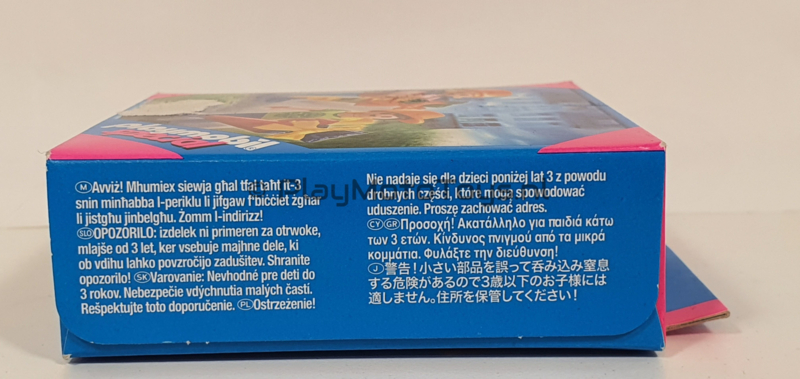 Ⓜ Avviż! Mhumiex siewja għal tfal taħt it-3
snin minħabba l-periklu li jifgaw f'biċċiet żgħar
li jistgħu jinbelgħu. Żomm l-indirizz!
SLO OPOZORILO: izdelek ni primeren za otrwoke,
mlajše od 3 let, ker vsebuje majhne dele, ki
ob vdihu lahko povzročijo zadušitev. Shranite
opozorilo! SK Varovanie: Nevhodné pre deti do
3 rokov. Nebezpečie vdýchnutia malých častí.
Rešpektujte toto doporučenie. PL Ostrzeżenie!
Nie nadaje się dla dzieci poniżej lat 3 z powodu
drobnych części, które mogą spowodować
uduszenie. Proszę zachować adres.
CY GR Προσοχή! Ακατάλληλο για παιδιά κάτω
των 3 ετών. Κίνδυνος πνιγμού από τα μικρά
κομμάτια. Φυλάξτε την διεύθυνση!
J 警告! 小さい部品を誤って呑み込み窒息
する危険があるので3歳以下のお子様には
適しません。住所を保管してください!